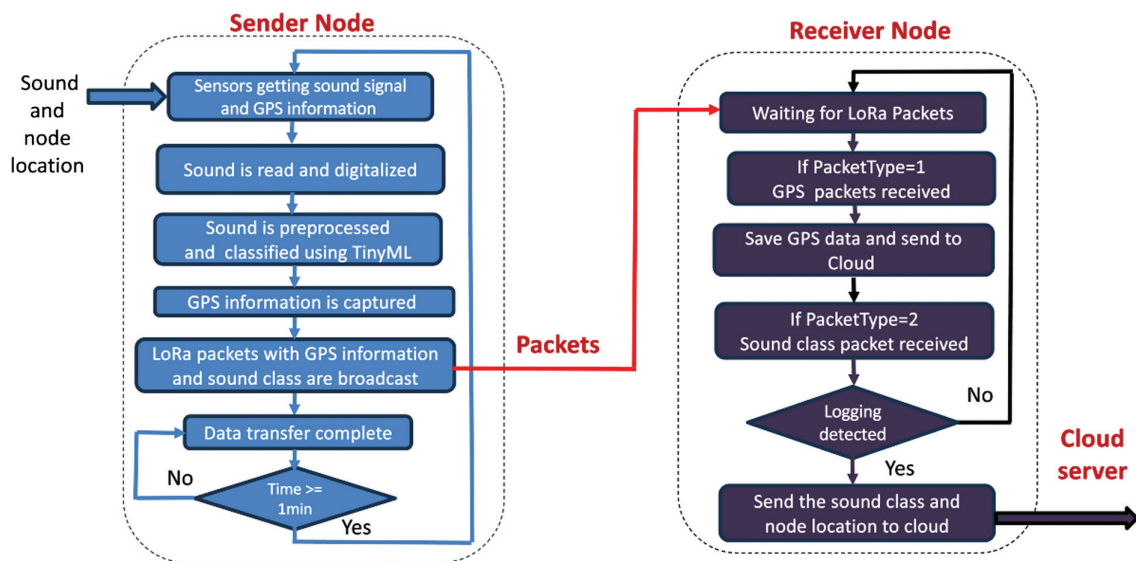 Sender Node
Sound
and
node
location
Sensors getting sound signal
and GPS information
Sound is read and digitalized
Sound is preprocessed
and classified using TinyML
GPS information is captured
LoRa packets with GPS information
and sound class are broadcast
Data transfer complete
No
Time >=
1min
Yes
Packets
Receiver Node
Waiting for LoRa Packets
If PacketType=1
GPS packets received
Save GPS data and send to
Cloud
If PacketType=2
Sound class packet received
No
Logging
detected
Yes
Send the sound class and
node location to cloud
Cloud
server